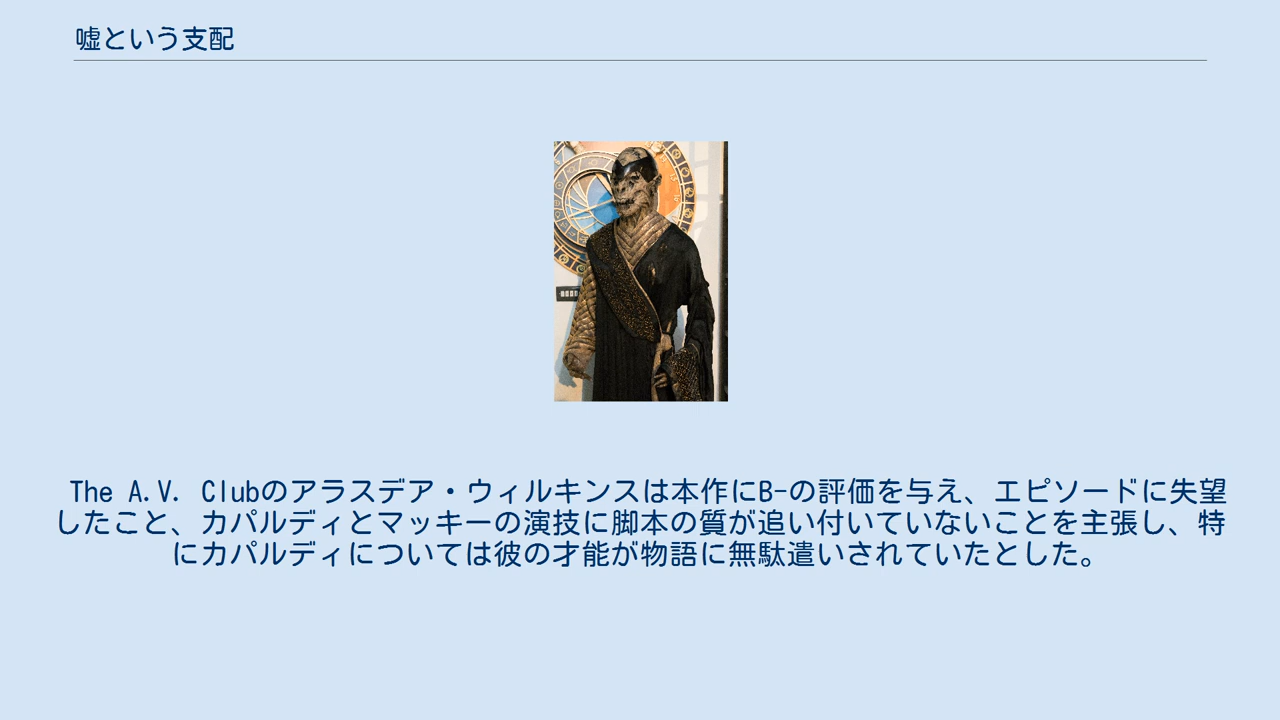 嘘という支配
The A.V. Clubのアラスデア・ウィルキンスは本作にB-の評価を与え、エピソードに失望
したこと、カパルディとマッキーの演技に脚本の質が追い付いていないことを主張し、特
にカパルディについては彼の才能が物語に無駄遣いされていたとした。